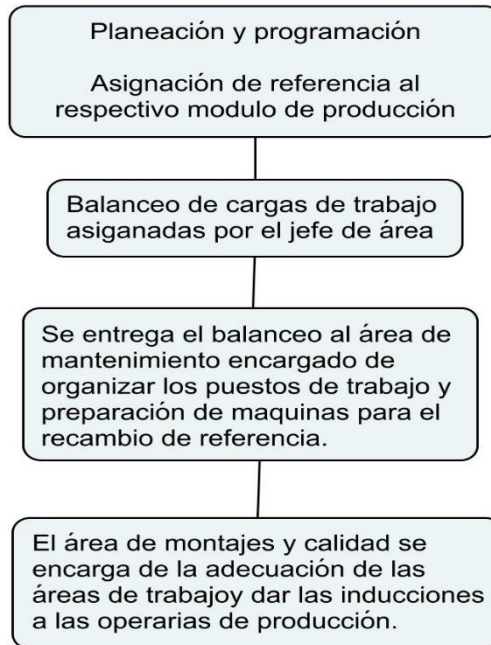 Planeación y programación
Asignación de referencia al
respectivo modulo de producción
Balanceo de cargas de trabajo
asiganadas por el jefe de área
Se entrega el balanceo al área de
mantenimiento encargado de
organizar los puestos de trabajo y
preparación de maquinas para el
recambio de referencia.
El área de montajes y calidad se
encarga de la adecuación de las
áreas de trabajoy dar las inducciones
a las operarias de producción.